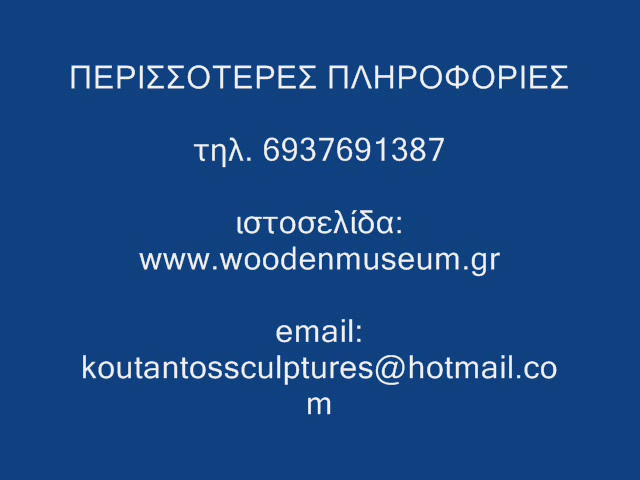 ΠΕΡΙΣΣΟΤΕΡΕΣ ΠΛΗΡΟΦΟΡΙΕΣ
τηλ. 6937691387
ιστοσελίδα:
www.woodenmuseum.gr
email:
koutantossculptures@hotmail.co
m